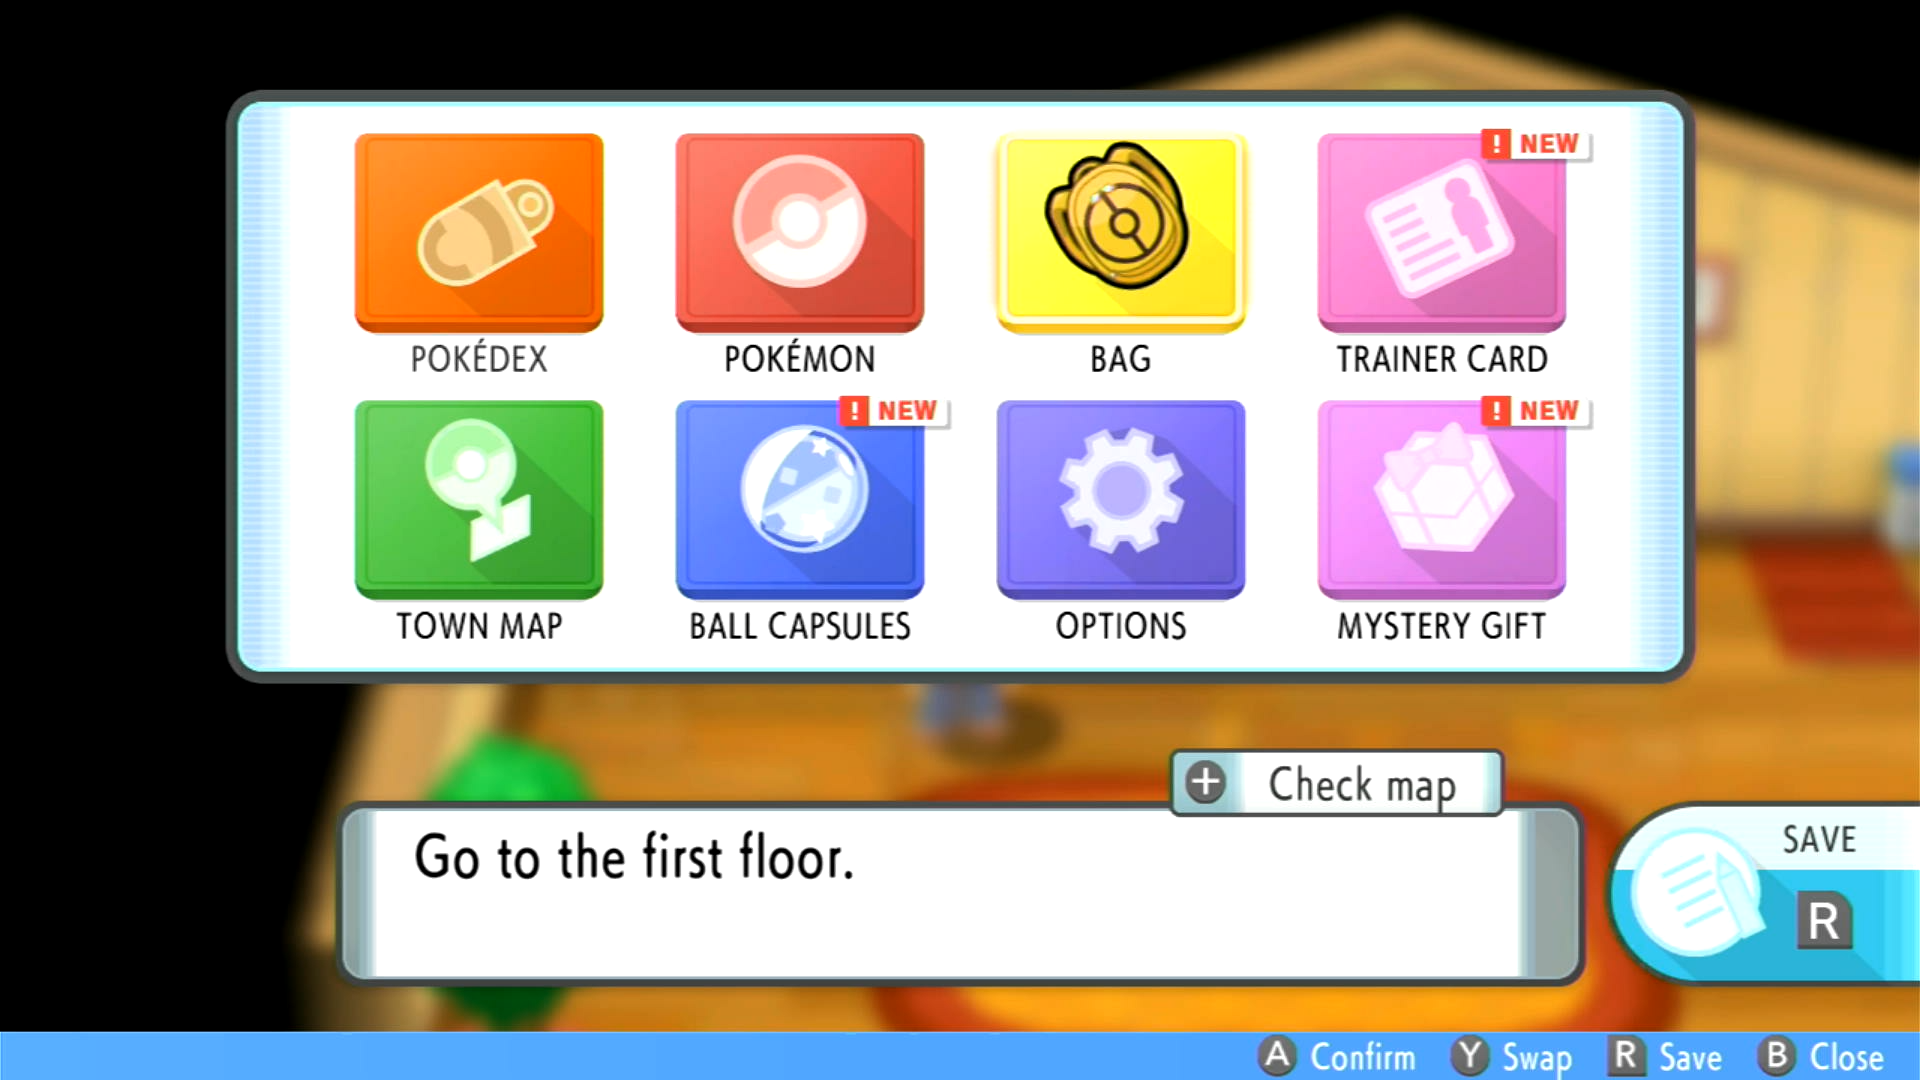 ! NEW
POKÉDEX
POKÉMON
BAG
TRAINER CARD
! NEW
! NEW
TOWN MAP
BALL CAPSULES
OPTIONS
MYSTERY GIFT
+ Check map
Go to the first floor.
SAVE
R
A Confirm Y Swap R Save B Close